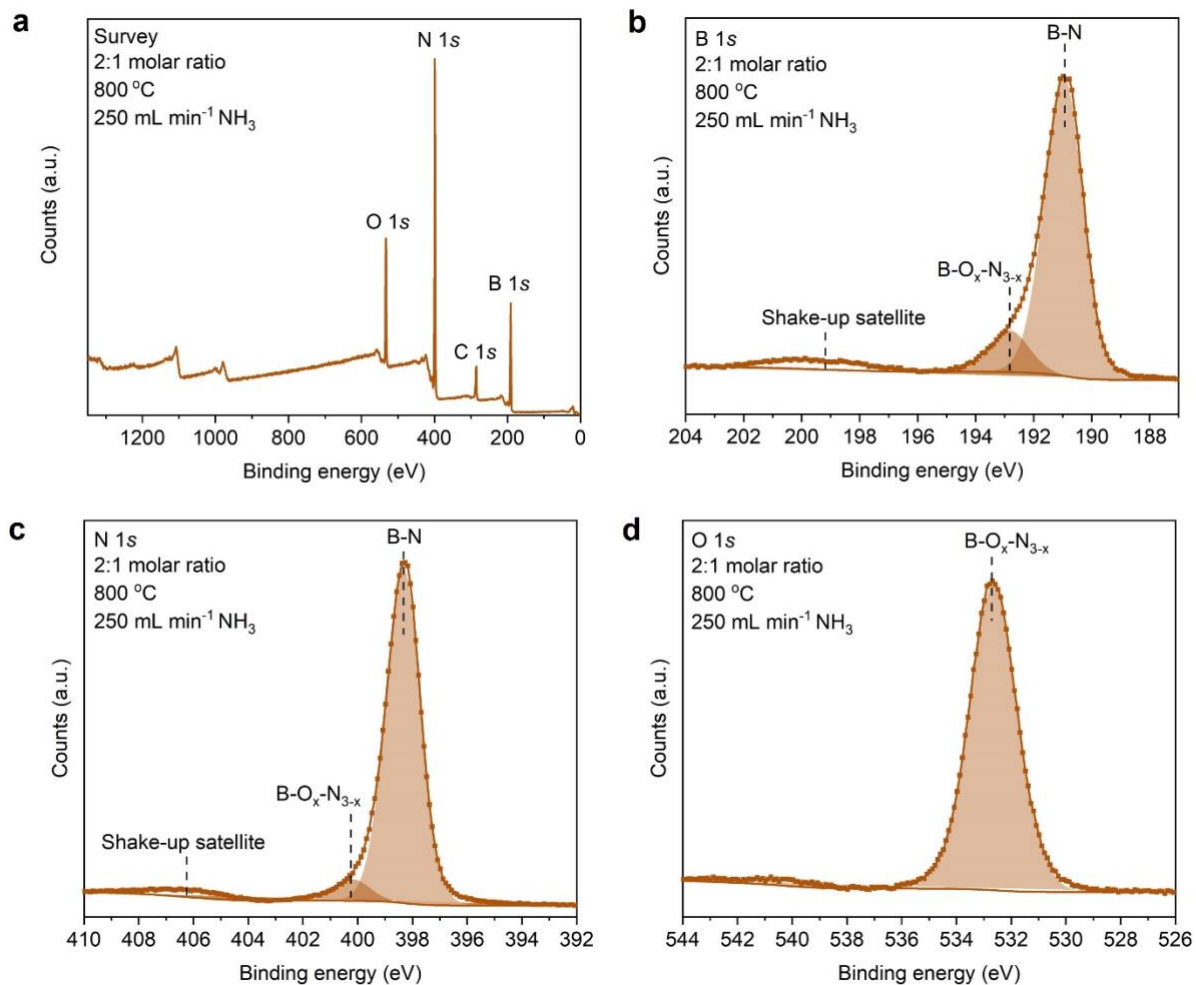 a
Survey
2:1 molar ratio
800 °C
250 mL min⁻¹ NH₃
N 1s
O 1s
B 1s
C 1s
Counts (a.u.)
1200 1000 800 600 400 200 0
Binding energy (eV)
b
B 1s
2:1 molar ratio
800 °C
250 mL min⁻¹ NH₃
B-N
B-Oₓ-N₃₋ₓ
Shake-up satellite
Counts (a.u.)
204 202 200 198 196 194 192 190 188
Binding energy (eV)
c
N 1s
2:1 molar ratio
800 °C
250 mL min⁻¹ NH₃
B-N
B-Oₓ-N₃₋ₓ
Shake-up satellite
Counts (a.u.)
410 408 406 404 402 400 398 396 394 392
Binding energy (eV)
d
O 1s
2:1 molar ratio
800 °C
250 mL min⁻¹ NH₃
B-Oₓ-N₃₋ₓ
Counts (a.u.)
544 542 540 538 536 534 532 530 528 526
Binding energy (eV)